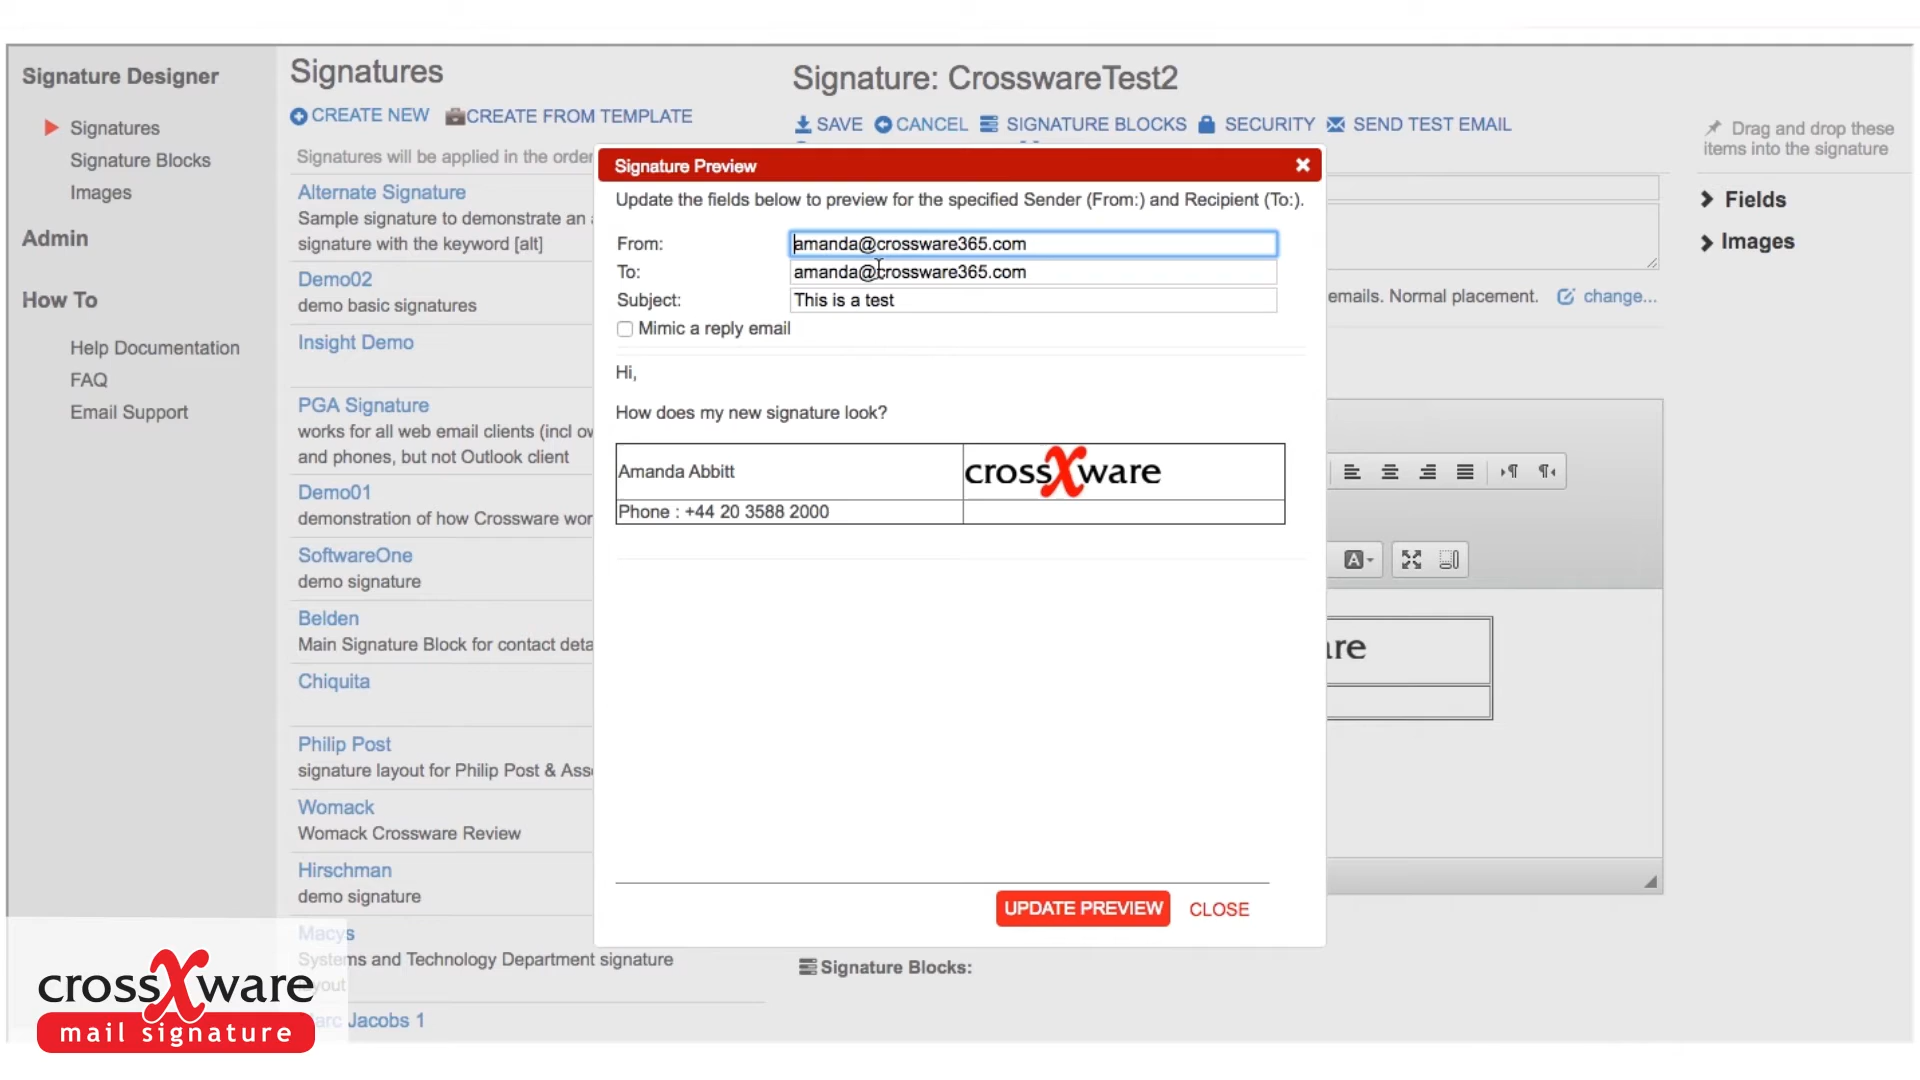 Signature Designer
Signatures
Signature Blocks
Images
Admin
How To
Help Documentation
FAQ
Email Support
Signatures
CREATE NEW
CREATE FROM TEMPLATE
Signatures will be applied in the order
Alternate Signature
Sample signature to demonstrate an
signature with the keyword [alt]
Demo02
demo basic signatures
Insight Demo
PGA Signature
works for all web email clients (incl
and phones, but not Outlook client
Demo01
demonstration of how Crossware
SoftwareOne
demo signature
Belden
Main Signature Block for contact
Chiquita
Philip Post
signature layout for Philip Post &
Womack
Womack Crossware Review
Hirschman
demo signature
Macys
Systems and Technology Department signature
layout
Marc Jacobs 1
Signature: CrosswareTest2
SAVE CANCEL SIGNATURE BLOCKS SECURITY SEND TEST EMAIL
emails. Normal placement. change...
Signature Preview
Update the fields below to preview for the specified Sender (From:) and Recipient (To:).
From: amanda@crossware365.com
To: amanda@crossware365.com
Subject: This is a test
Mimic a reply email
Hi,
How does my new signature look?
Amanda Abbitt crossXware
Phone : +44 20 3588 2000
UPDATE PREVIEW CLOSE
Signature Blocks:
Drag and drop these
items into the signature
Fields
Images
crossXware
mail signature